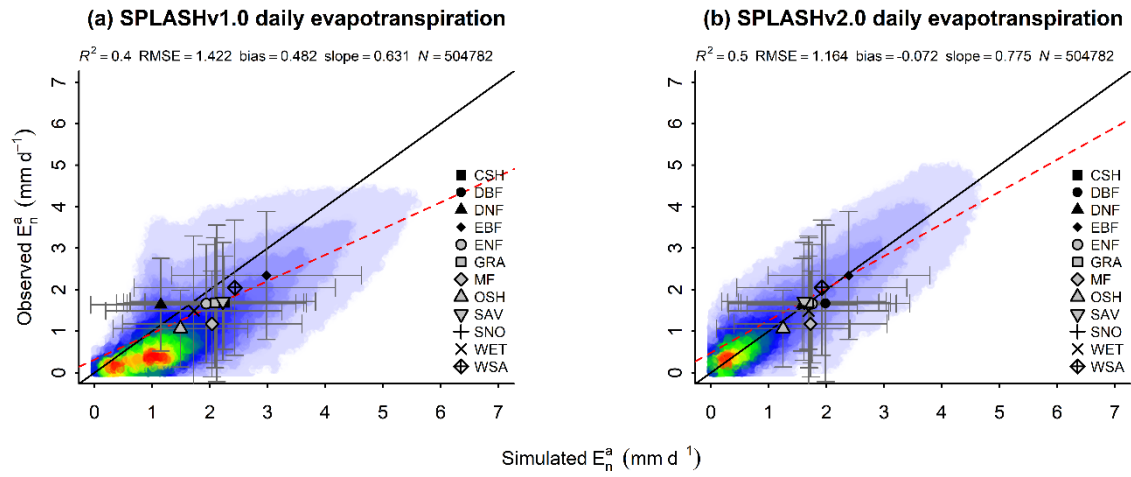 (a) SPLASHv1.0 daily evapotranspiration
R² = 0.4 RMSE = 1.422 bias = 0.482 slope = 0.631 N = 504782
Observed Eₙᵃ (mm d⁻¹)
7
6
5
4
3
2
1
0
CSH
DBF
DNF
EBF
ENF
GRA
MF
OSH
SAV
SNO
WET
WSA
0 1 2 3 4 5 6 7
(b) SPLASHv2.0 daily evapotranspiration
R² = 0.5 RMSE = 1.164 bias = -0.072 slope = 0.775 N = 504782
7
6
5
4
3
2
1
0
CSH
DBF
DNF
EBF
ENF
GRA
MF
OSH
SAV
SNO
WET
WSA
0 1 2 3 4 5 6 7
Simulated Eₙᵃ (mm d ¹)